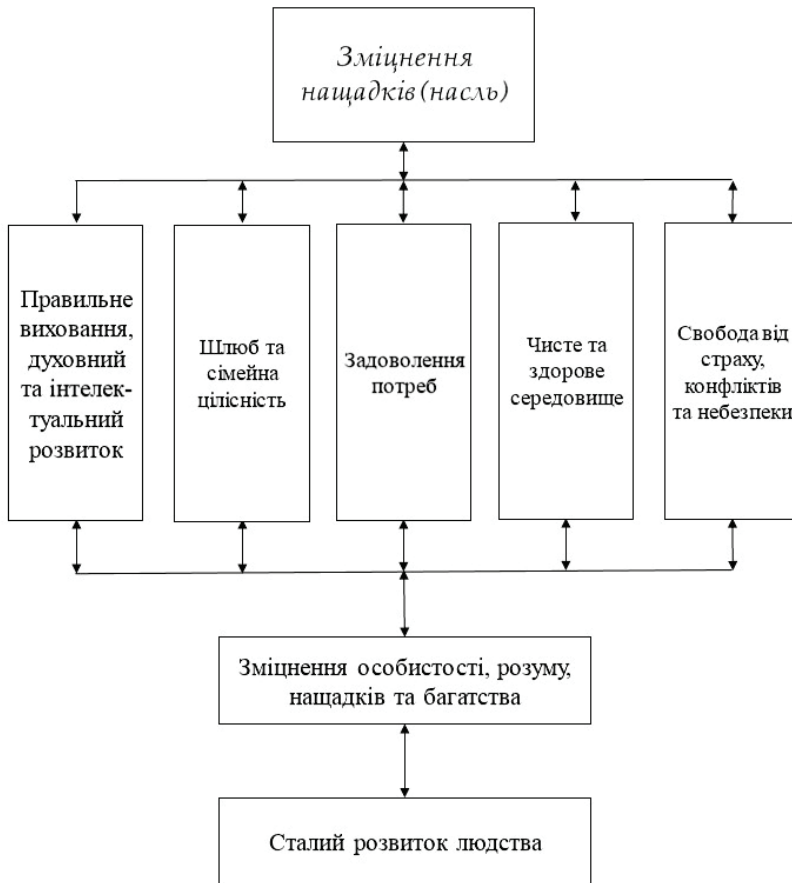 Зміцнення
нащадків (насль)
Правильне
виховання,
духовний
та інтелек-
туальний
розвиток
Шлюб та
сімейна
цілісність
Задоволення
потреб
Чисте та
здорове
середовище
Свобода від
страху,
конфліктів
та небезпеки
Зміцнення особистості, розуму,
нащадків та багатства
Сталий розвиток людства